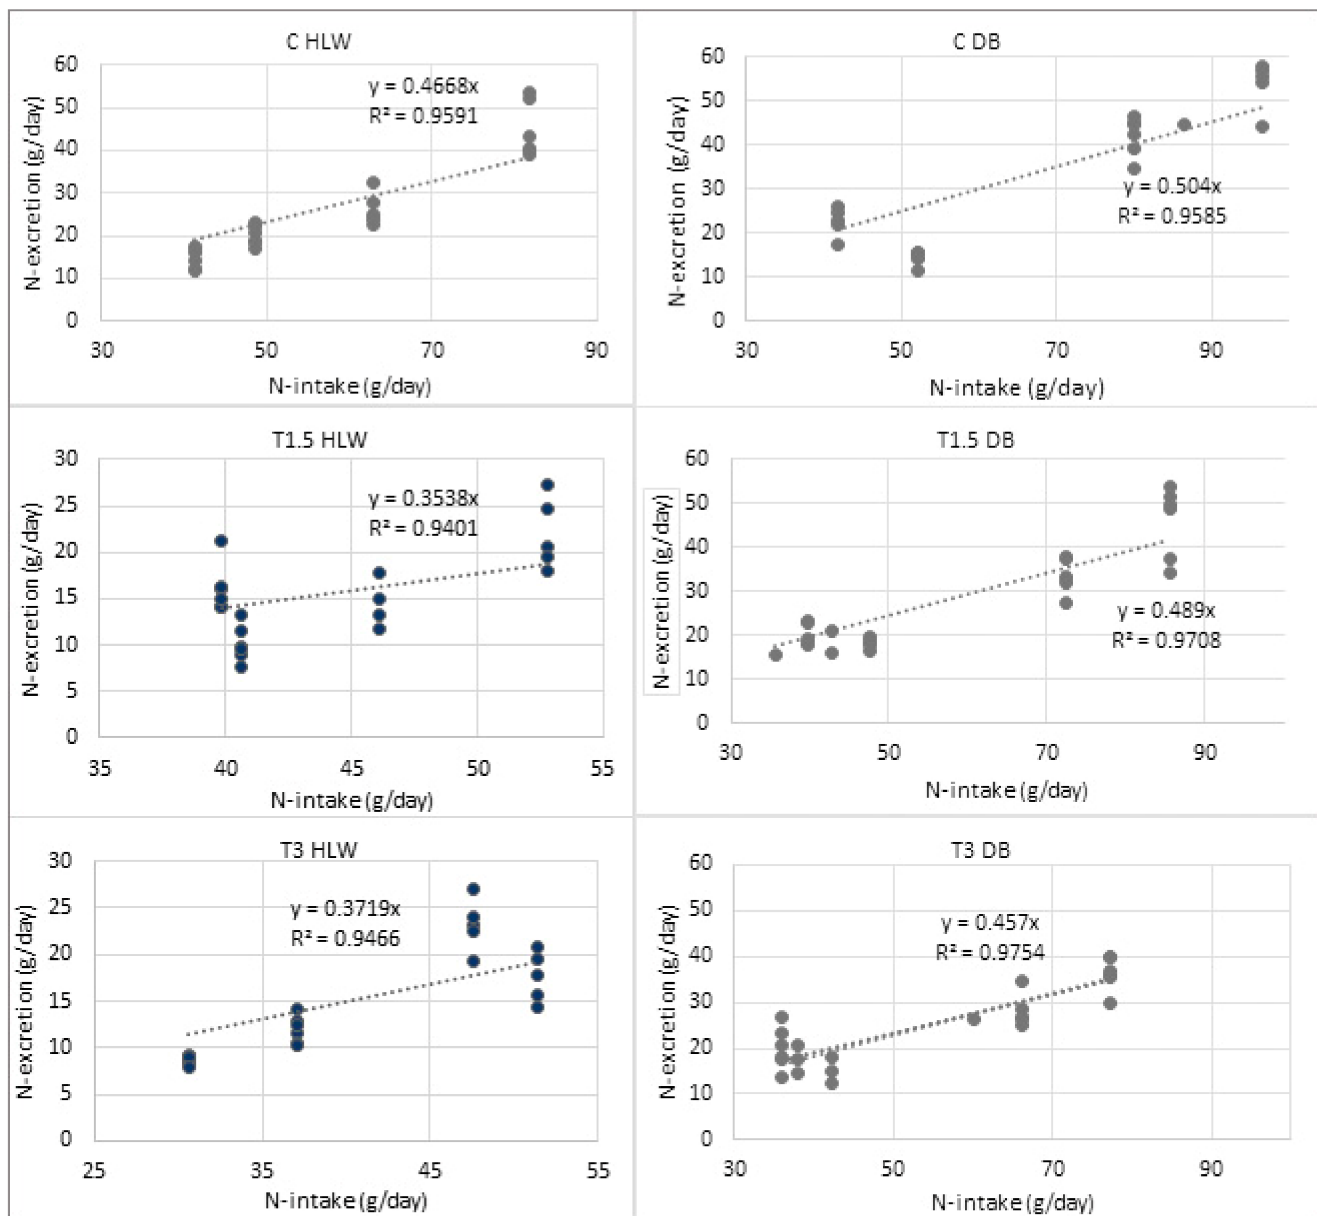 C HLW
y = 0.4668x
R² = 0.9591
N-excretion (g/day)
60
50
40
30
20
10
0
30 50 70 90
N-intake (g/day)
C DB
y = 0.504x
R² = 0.9585
N-excretion (g/day)
60
50
40
30
20
10
0
30 50 70 90
N-intake (g/day)
T1.5 HLW
y = 0.3538x
R² = 0.9401
N-excretion (g/day)
30
25
20
15
10
5
0
35 40 45 50 55
N-intake (g/day)
T1.5 DB
y = 0.489x
R² = 0.9708
N-excretion (g/day)
60
50
40
30
20
10
0
30 70 90
N-intake (g/day)
T3 HLW
y = 0.3719x
R² = 0.9466
N-excretion (g/day)
30
25
20
15
10
5
0
25 35 45 55
N-intake (g/day)
T3 DB
y = 0.457x
R² = 0.9754
N-excretion (g/day)
60
50
40
30
20
10
0
30 50 70 90
N-intake (g/day)